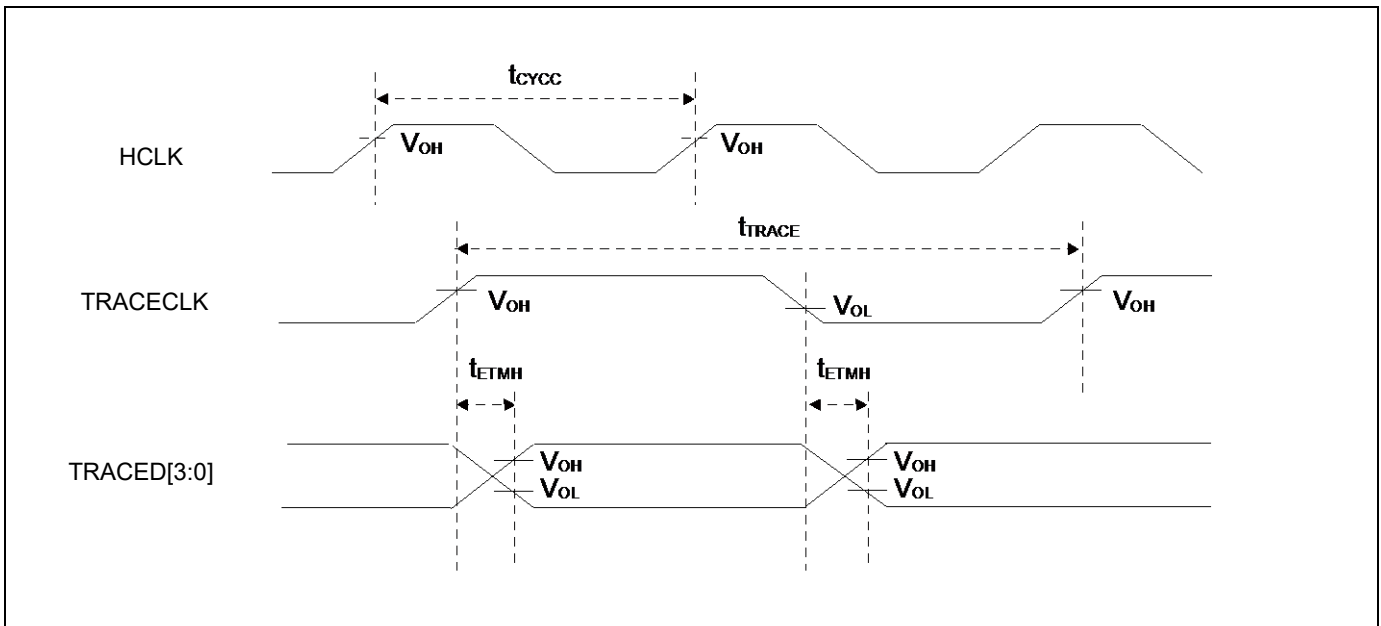 tCYCC
HCLK
VOH
VOH
tTRACE
TRACECLK
VOH
VOL
VOH
tETMH
tETMH
TRACED[3:0]
VOH
VOL
VOH
VOL